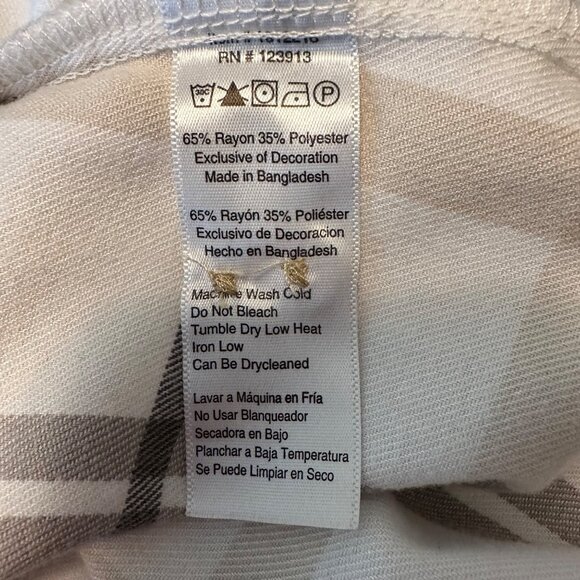 RN # 123913
30C
P
65% Rayon 35% Polyester
Exclusive of Decoration
Made in Bangladesh
65% Rayón 35% Poliéster
Exclusivo de Decoracion
Hecho en Bangladesh
Machine Wash Cold
Do Not Bleach
Tumble Dry Low Heat
Iron Low
Can Be Drycleaned
Lavar a Máquina en Fría
No Usar Blanqueador
Secadora en Bajo
Planchar a Baja Temperatura
Se Puede Limpiar en Seco